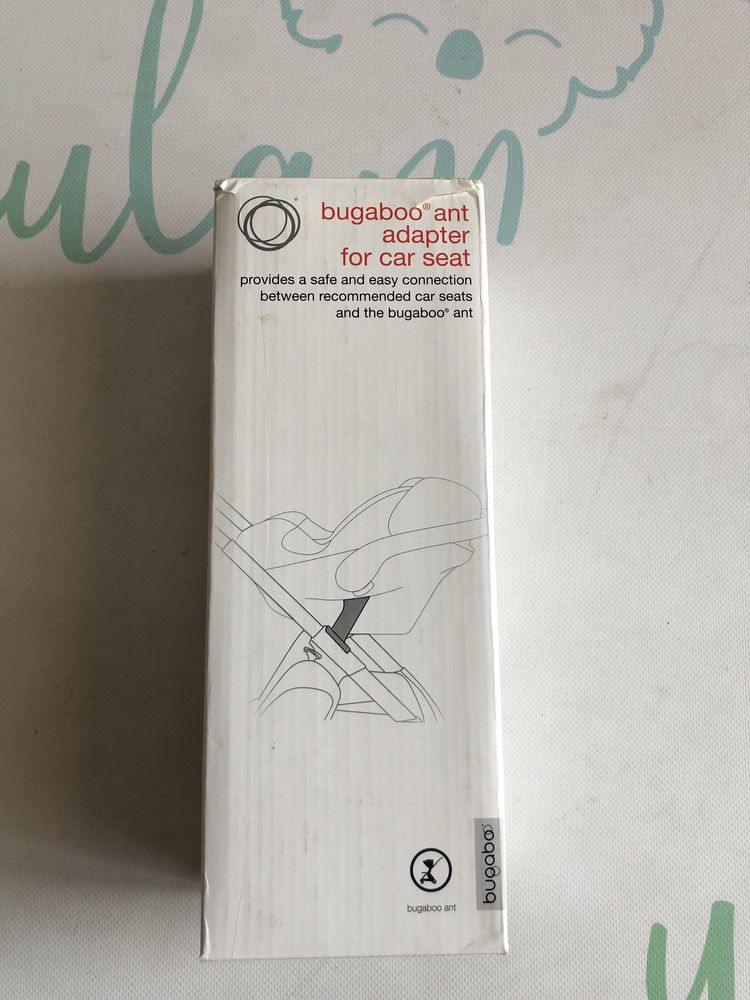 ulam
bugaboo® ant
adapter
for car seat
provides a safe and easy connection
between recommended car seats
and the bugaboo® ant
bugaboo
bugaboo ant